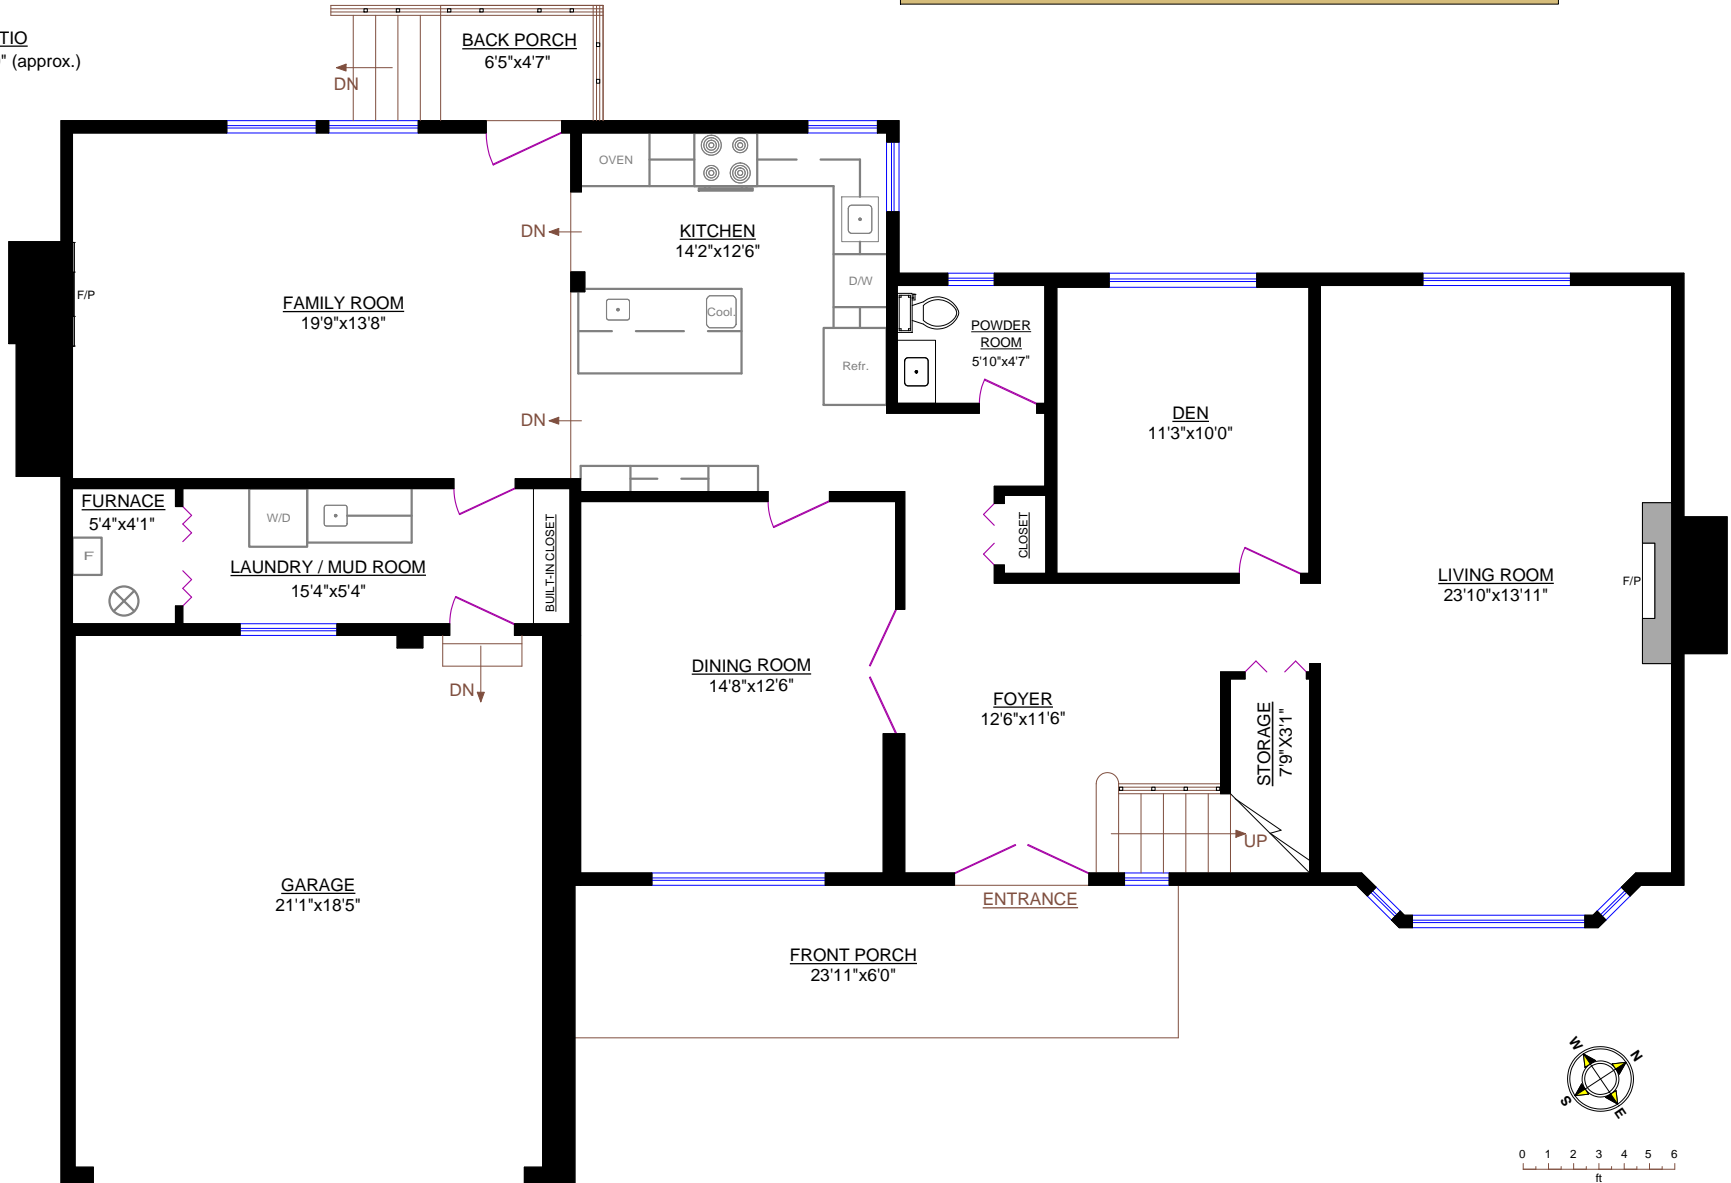 TIO
" (approx.)
BACK PORCH
6'5"x4'7"
DN
OVEN
KITCHEN
14'2"x12'6"
DN
D/W
F/P
FAMILY ROOM
19'9"x13'8"
Cool.
POWDER
ROOM
5'10"x4'7"
Refr.
DN
DEN
11'3"x10'0"
FURNACE
5'4"x4'1"
W/D
F
LAUNDRY / MUD ROOM
15'4"x5'4"
BUILT-IN CLOSET
CLOSET
LIVING ROOM
23'10"x13'11"
F/P
DINING ROOM
14'8"x12'6"
DN
FOYER
12'6"x11'6"
STORAGE
7'9"X3'1"
UP
GARAGE
21'1"x18'5"
ENTRANCE
FRONT PORCH
23'11"x6'0"
W
N
S
E
0 1 2 3 4 5 6
ft